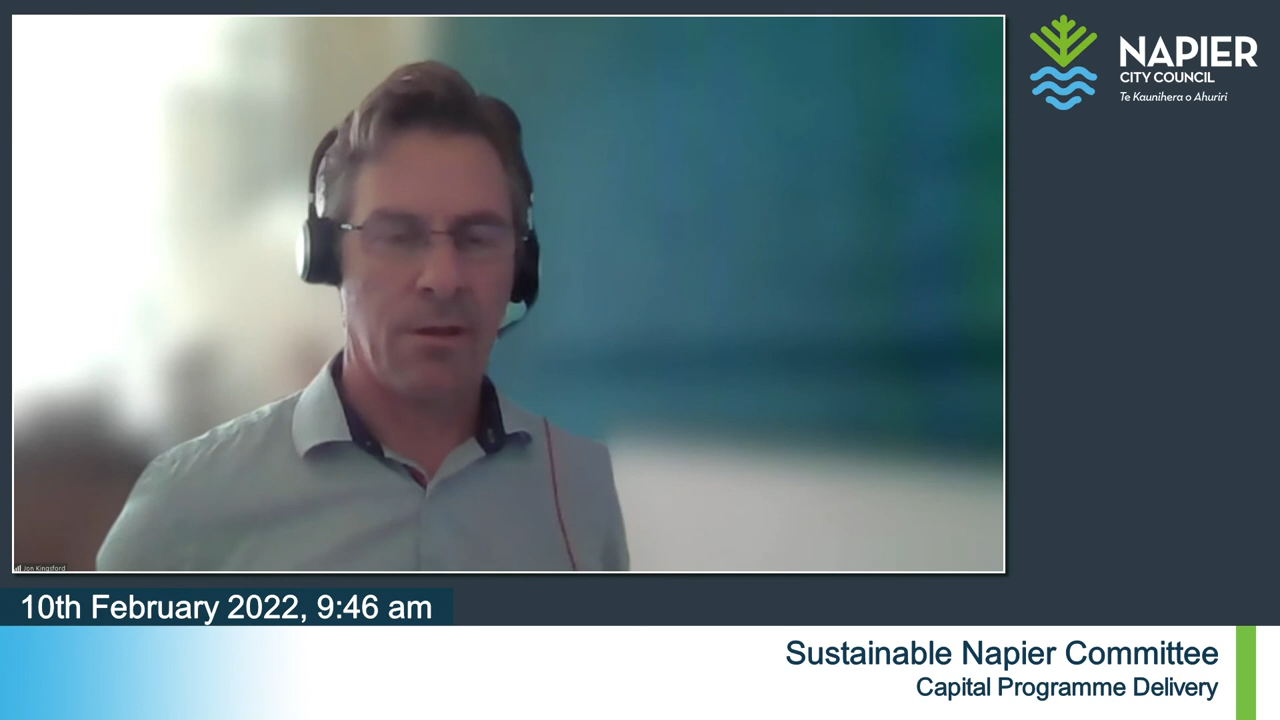 NAPIER
CITY COUNCIL
Te Kaunihera o Ahuriri
Jon Kingsford
10th February 2022, 9:46 am
Sustainable Napier Committee
Capital Programme Delivery